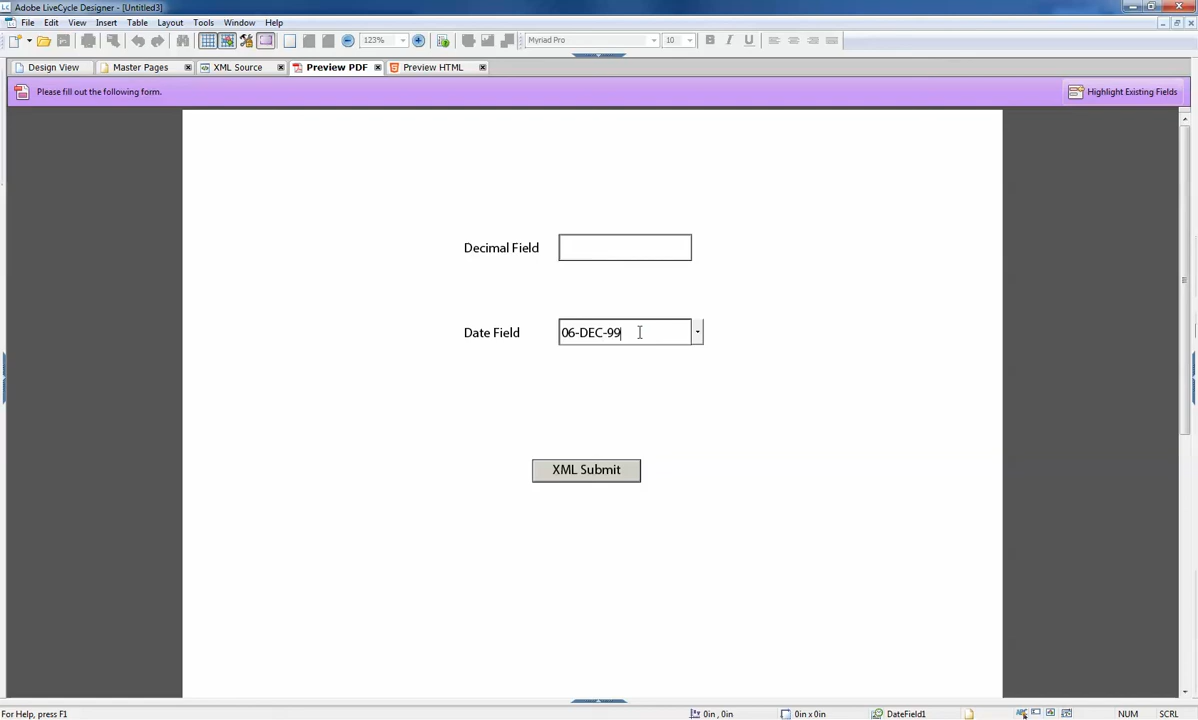 Lc Adobe LiveCycle Designer - [Untitled3]
File Edit View Insert Table Layout Tools Window Help
123% Myriad Pro 10 B I U
Design View Master Pages XML Source Preview PDF Preview HTML
Please fill out the following form. Highlight Existing Fields
Decimal Field
Date Field 06-DEC-99
XML Submit
For Help, press F1 0in , 0in 0in x 0in DateField1 ABC NUM SCRL